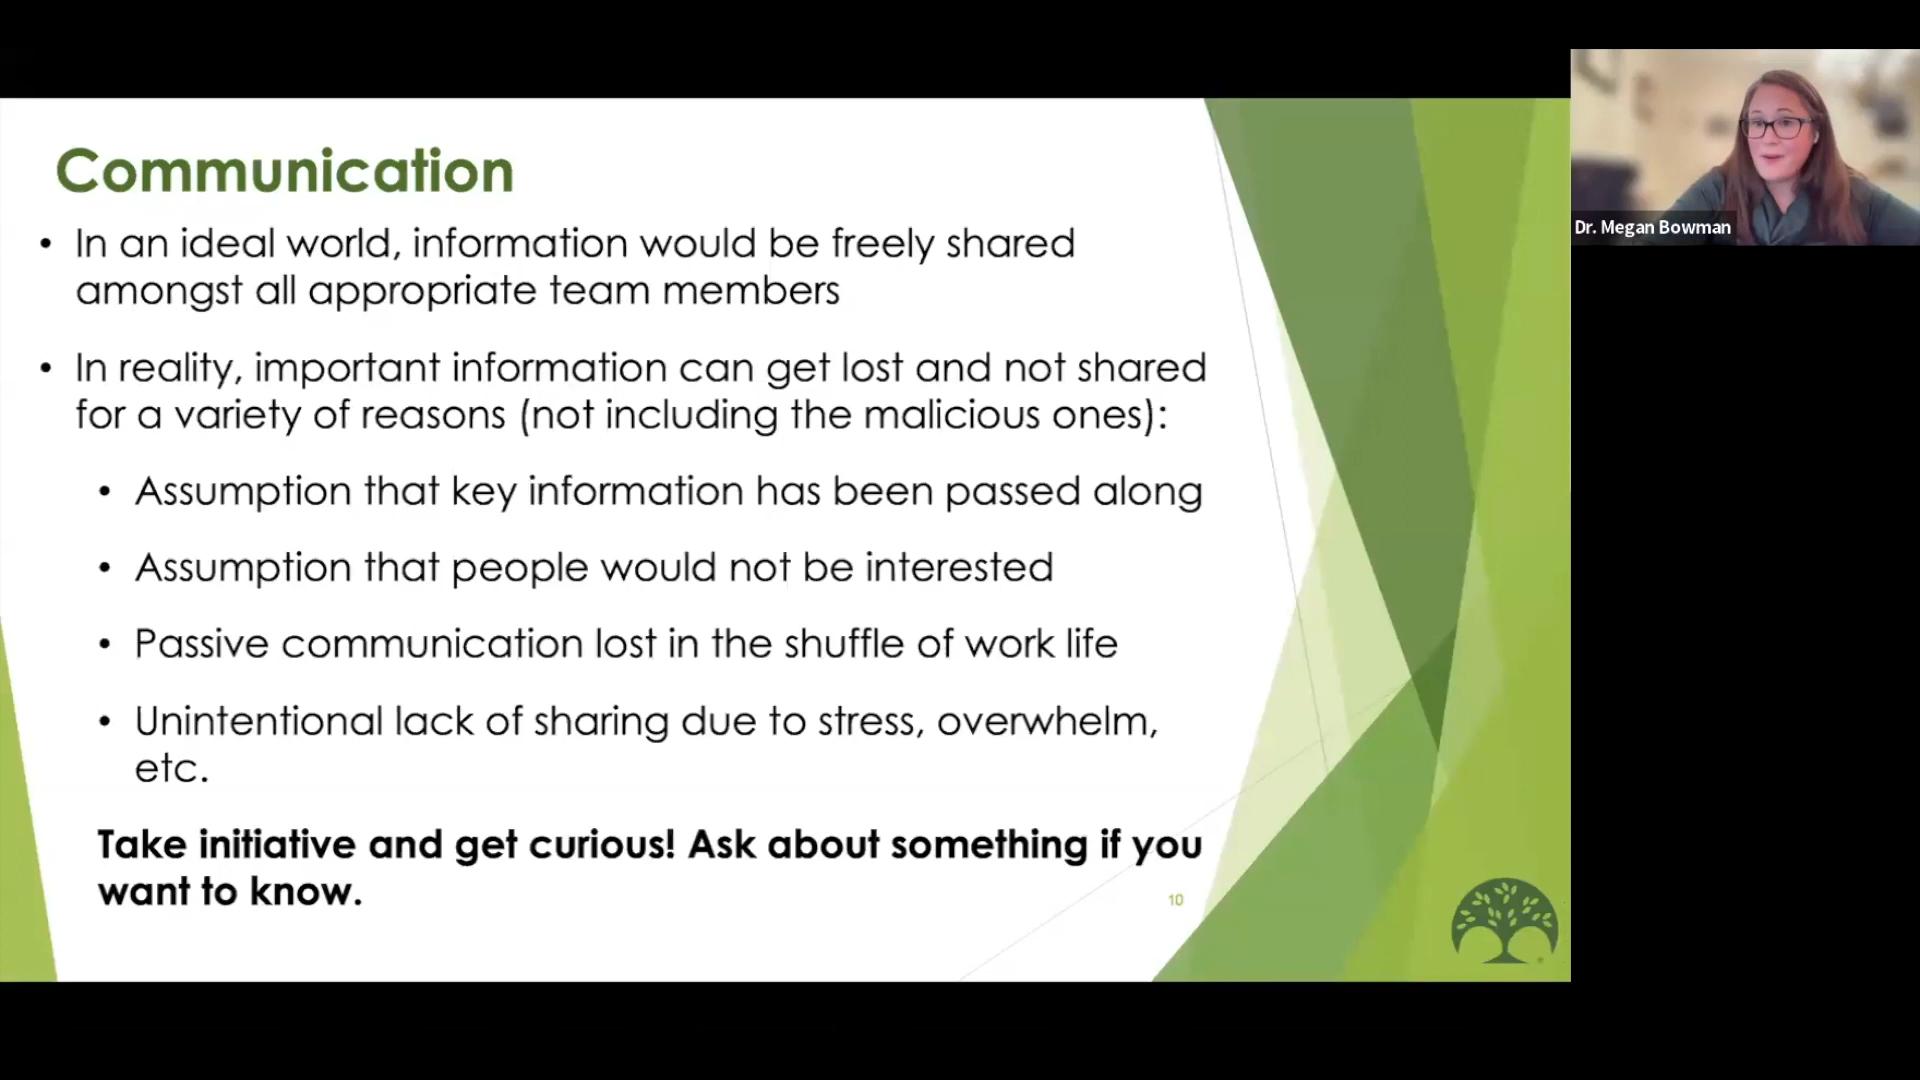 Communication
• In an ideal world, information would be freely shared
amongst all appropriate team members
• In reality, important information can get lost and not shared
for a variety of reasons (not including the malicious ones):
• Assumption that key information has been passed along
• Assumption that people would not be interested
• Passive communication lost in the shuffle of work life
• Unintentional lack of sharing due to stress, overwhelm,
etc.
Take initiative and get curious! Ask about something if you
want to know.
10
Dr. Megan Bowman